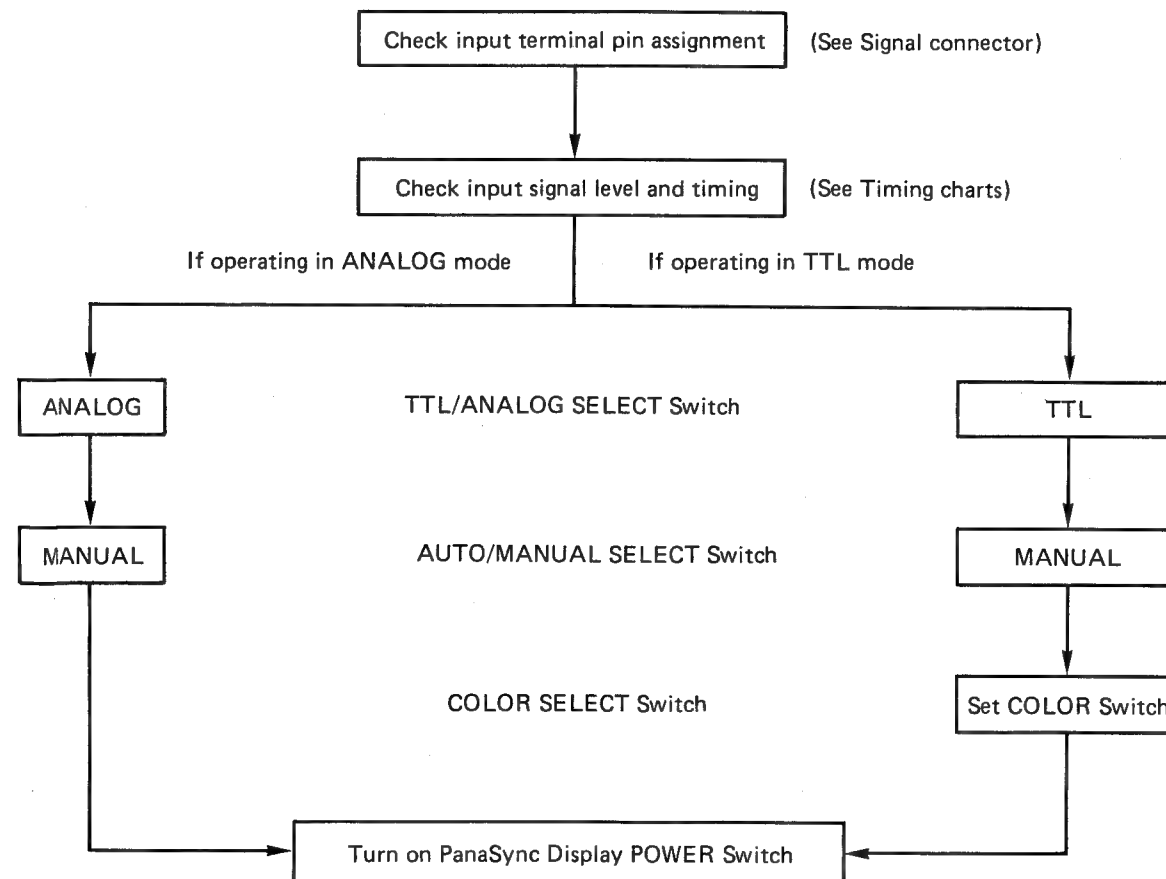 Check input terminal pin assignment (See Signal connector)
Check input signal level and timing (See Timing charts)
If operating in ANALOG mode If operating in TTL mode
ANALOG TTL/ANALOG SELECT Switch TTL
MANUAL AUTO/MANUAL SELECT Switch MANUAL
COLOR SELECT Switch Set COLOR Switch
Turn on PanaSync Display POWER Switch